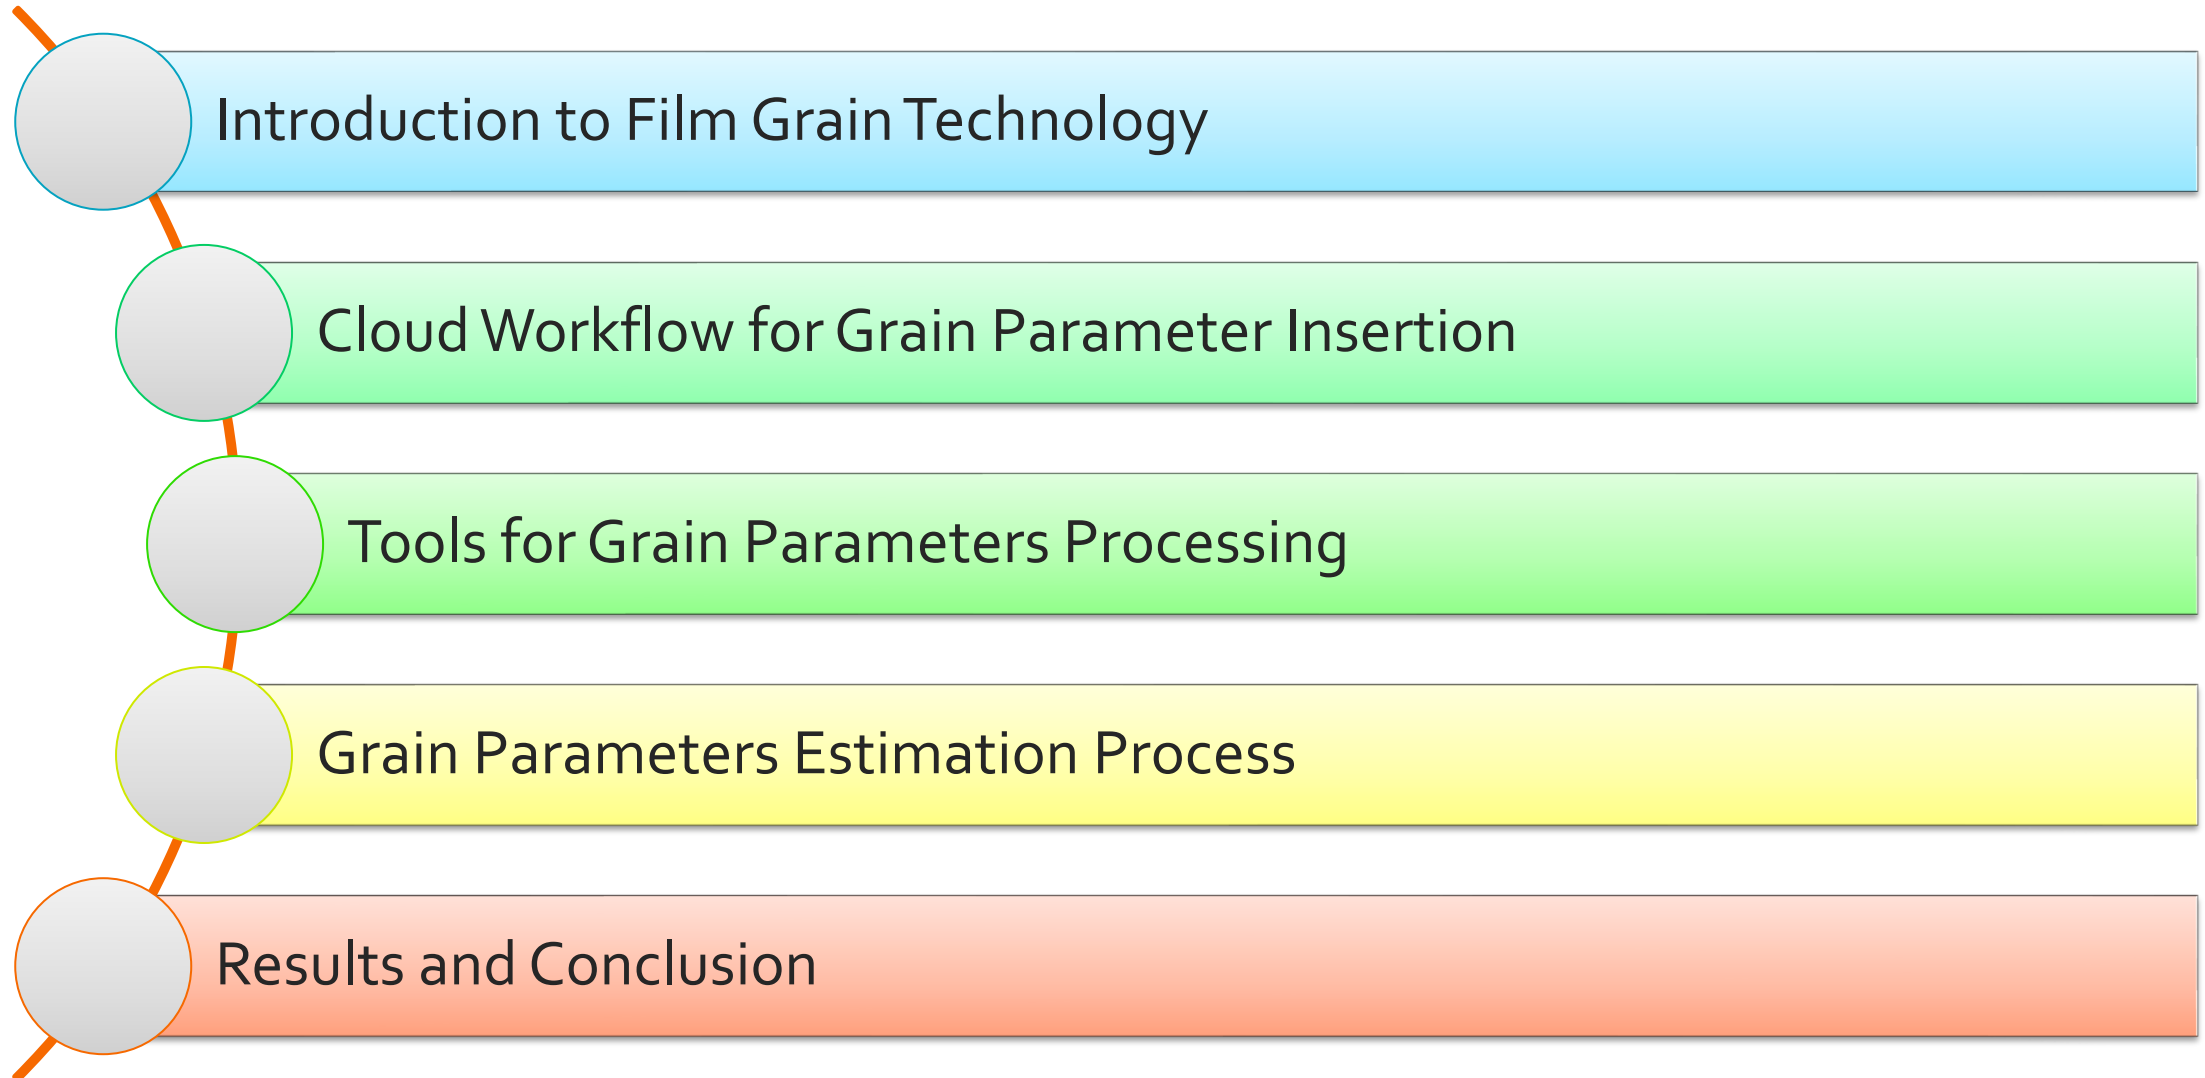 Introduction to Film Grain Technology
Cloud Workflow for Grain Parameter Insertion
Tools for Grain Parameters Processing
Grain Parameters Estimation Process
Results and Conclusion